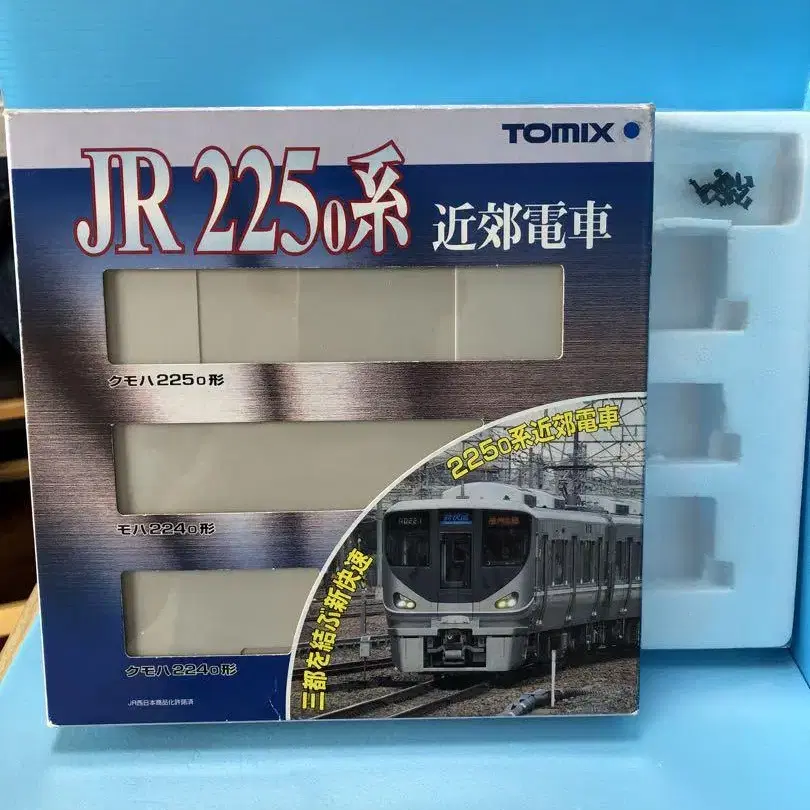 TOMIX
JR 225₀系
近郊電車
クモハ225₀形
モハ224₀形
クモハ224₀形
225₀系近郊電車
三都を結ぶ新快速
新快速
JR西日本商品化許諾済